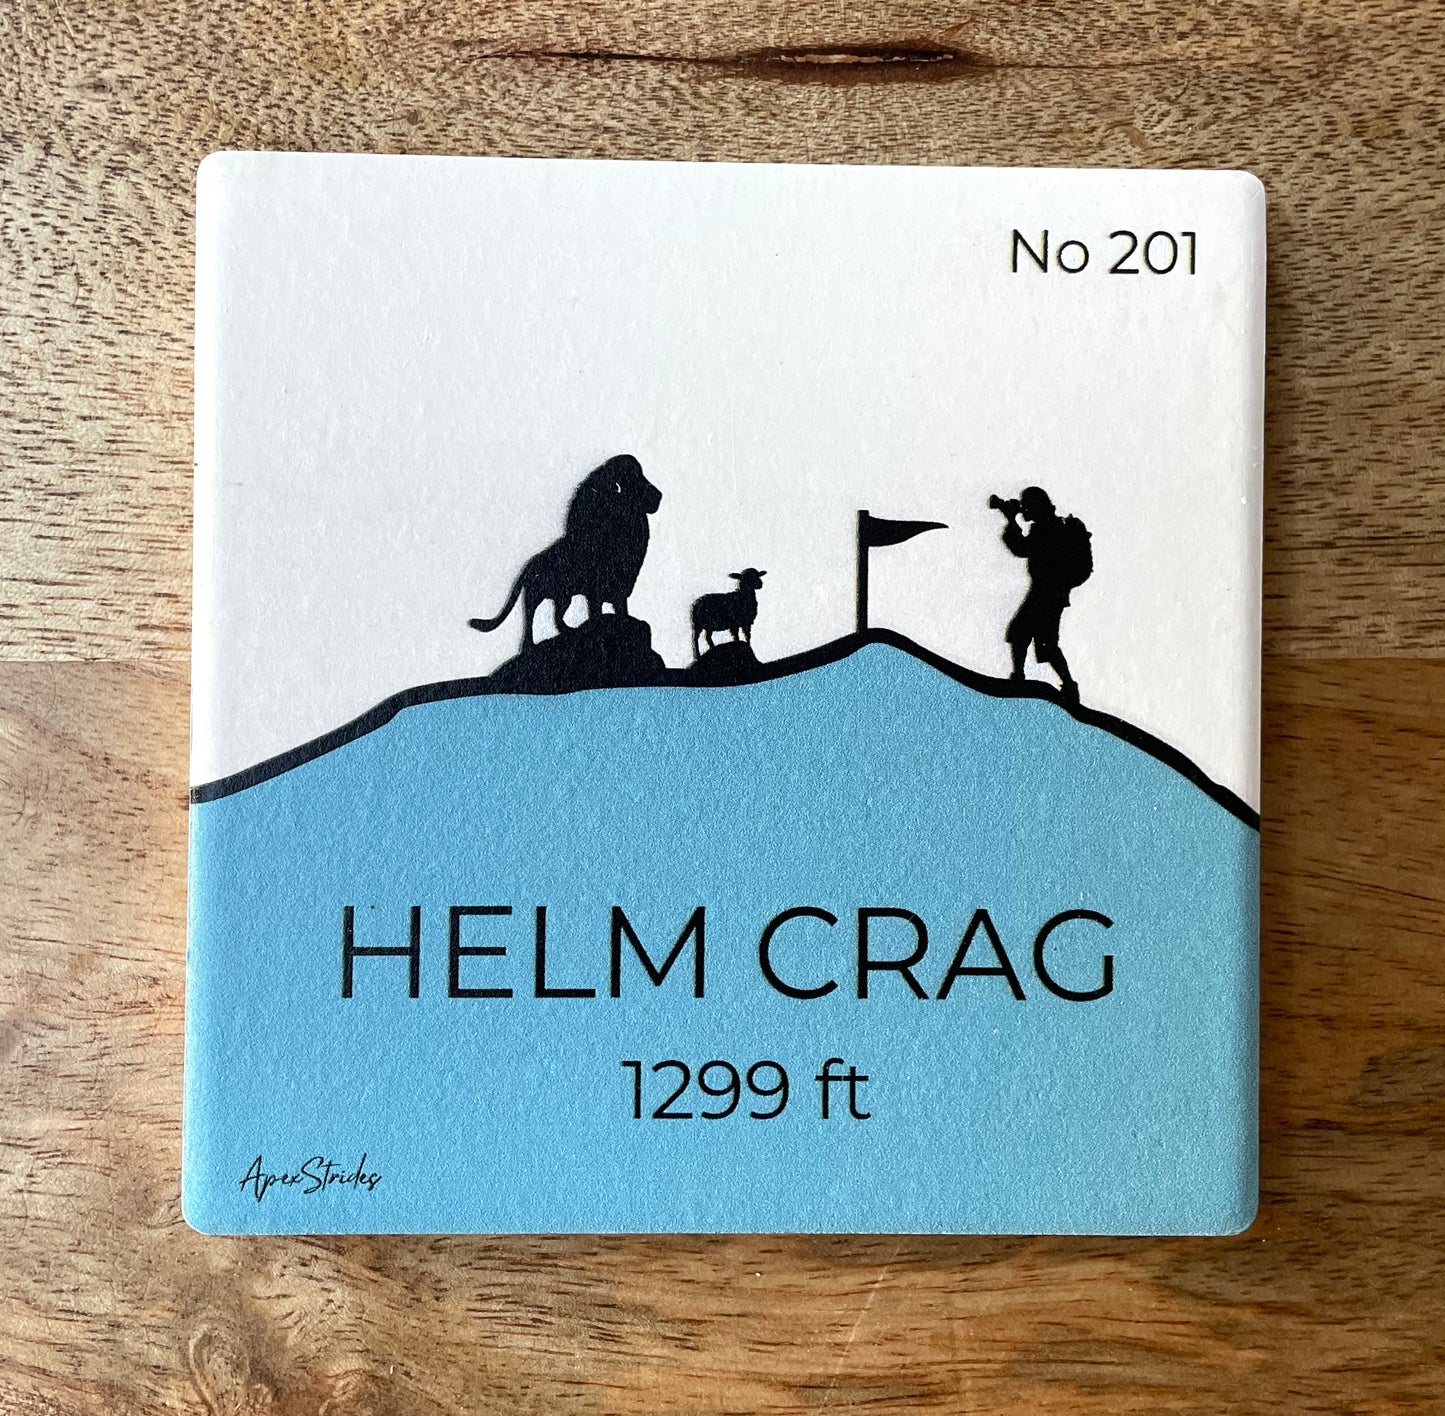 No 201
HELM CRAG
1299 ft
ApexStrides